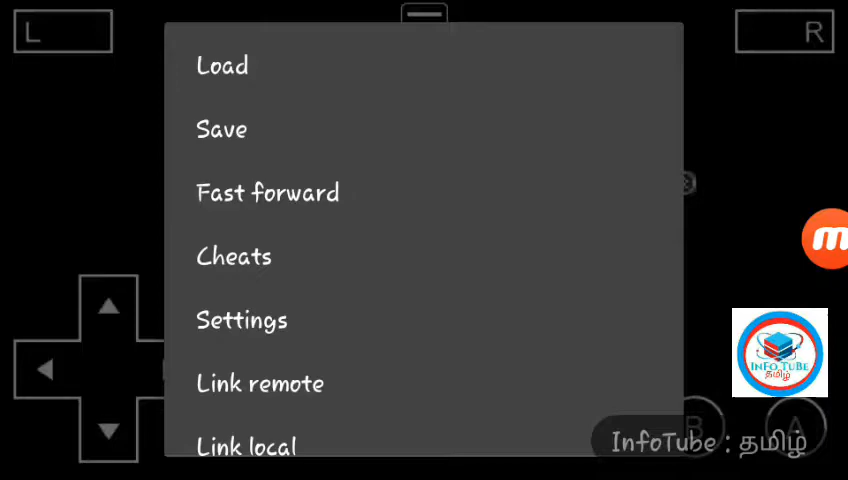 L
R
Load
Save
Fast forward
Cheats
Settings
Link remote
Link local
INFO TUBE
தமிழ்
B
A
InfoTube : தமிழ்